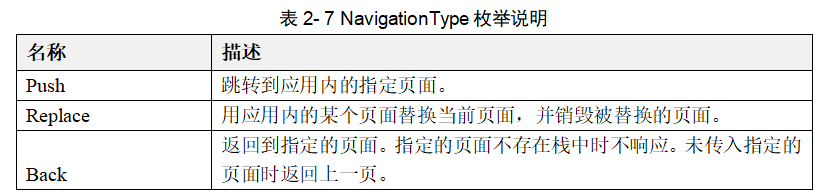 表 2- 7 NavigationType 枚举说明
名称 描述
Push 跳转到应用内的指定页面。
Replace 用应用内的某个页面替换当前页面，并销毁被替换的页面。
Back 返回到指定的页面。指定的页面不存在栈中时不响应。未传入指定的
页面时返回上一页。